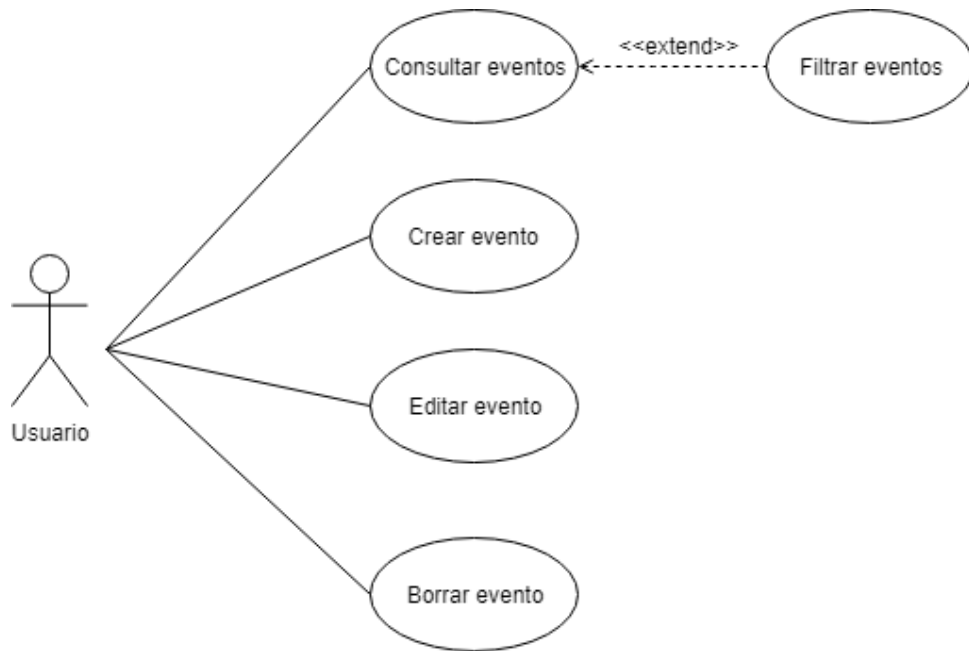 Consultar eventos
<<extend>>
Filtrar eventos
Crear evento
Editar evento
Usuario
Borrar evento